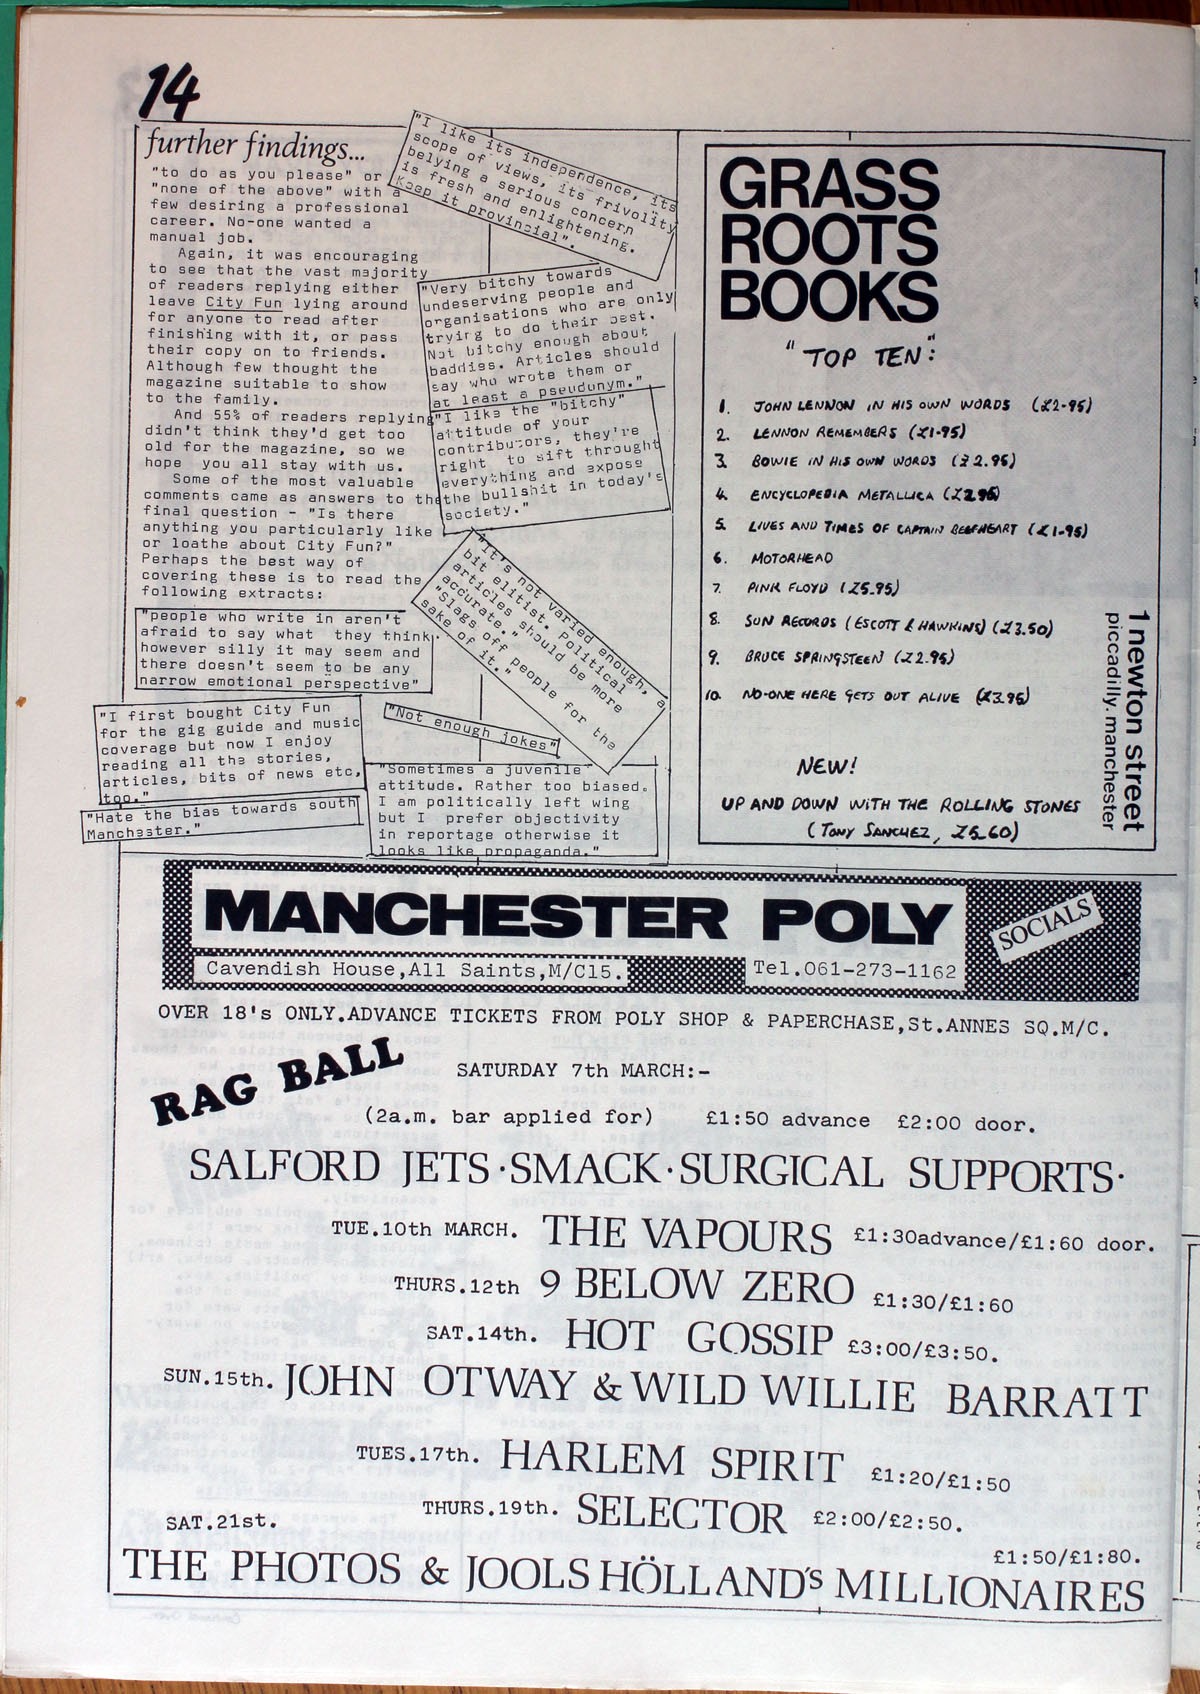 14
further findings...
"to do as you please" or
"none of the above" with a
few desiring a professional
career. No-one wanted a
manual job.
Again, it was encouraging
to see that the vast majority
of readers replying either
leave City Fun lying around
for anyone to read after
finishing with it, or pass
their copy on to friends.
Although few thought the
magazine suitable to show
to the family.
And 55% of readers replying
didn't think they'd get too
old for the magazine, so we
hope you all stay with us.
Some of the most valuable
comments came as answers to the
final question - "Is there
anything you particularly like
or loathe about City Fun?"
Perhaps the best way of
covering these is to read the
following extracts:
"people who write in aren't
afraid to say what they think
however silly it may seem and
there doesn't seem to be any
narrow emotional perspective"
"I first bought City Fun
for the gig guide and music
coverage but now I enjoy
reading all the stories,
articles, bits of news etc,
too."
"Hate the bias towards south
Manchester."
"I like its independence, its
scope of views, its frivolity
belying a serious concern
is fresh and enlightening.
Keep it provincial".
"Very bitchy towards
undeserving people and
organisations who are only
trying to do their best.
Not bitchy enough about
baddies. Articles should
say who wrote them or
at least a pseudunym."
"I like the "bitchy"
attitude of your
contributors, they're
right to sift throught
everything and expose
the bullshit in today's
society."
"It's not varied enough, a
bit elitist. Political
articles should be more
accurate."
"Slags off people for the
sake of it."
"Not enough jokes"
"Sometimes a juvenile
attitude. Rather too biased.
I am politically left wing
but I prefer objectivity
in reportage otherwise it
looks like propaganda."
GRASS
ROOTS
BOOKS
"TOP TEN:"
1. JOHN LENNON IN HIS OWN WORDS (£2-95)
2. LENNON REMEMBERS (£1-95)
3. BOWIE IN HIS OWN WORDS (£2.95)
4. ENCYCLOPEDIA METALLICA (£2.95)
5. LIVES AND TIMES OF CAPTAIN BEEFHEART (£1-95)
6. MOTORHEAD
7. PINK FLOYD (£5.95)
8. SUN RECORDS (ESCOTT & HAWKINS) (£3.50)
9. BRUCE SPRINGSTEEN (£2.95)
10. NO-ONE HERE GETS OUT ALIVE (£3.95)
NEW!
UP AND DOWN WITH THE ROLLING STONES
(TONY SANCHEZ, £5_60)
1 newton street
piccadilly. manchester
MANCHESTER POLY
SOCIALS
Cavendish House,All Saints,M/C15.
Tel.061-273-1162
OVER 18's ONLY.ADVANCE TICKETS FROM POLY SHOP & PAPERCHASE,St.ANNES SQ.M/C.
RAG BALL
SATURDAY 7th MARCH:-
(2a.m. bar applied for) £1:50 advance £2:00 door.
SALFORD JETS·SMACK·SURGICAL SUPPORTS·
TUE.10th MARCH. THE VAPOURS £1:30advance/£1:60 door.
THURS.12th 9 BELOW ZERO £1:30/£1:60
SAT.14th. HOT GOSSIP £3:00/£3:50.
SUN.15th. JOHN OTWAY & WILD WILLIE BARRATT
TUES.17th. HARLEM SPIRIT £1:20/£1:50
THURS.19th. SELECTOR £2:00/£2:50.
SAT.21st.
£1:50/£1:80.
THE PHOTOS & JOOLS HÖLLAND's MILLIONAIRES